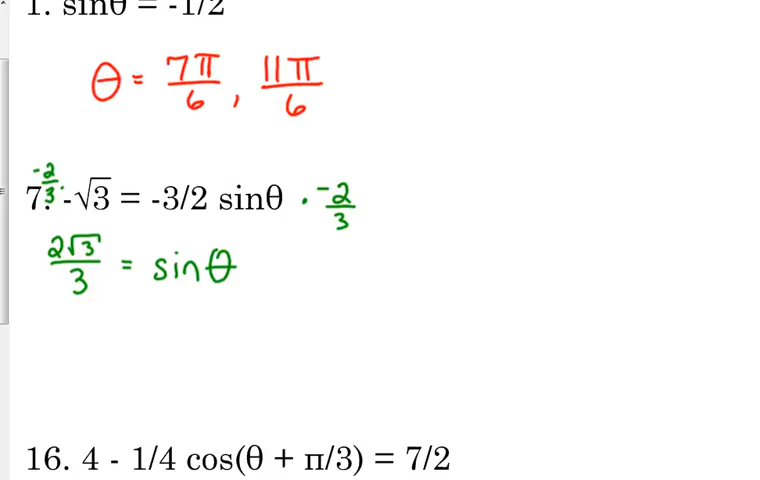 1. sinθ = -1/2
θ = 7π/6, 11π/6
-2/3 · · -2/3
7. -√3 = -3/2 sinθ
2√3/3 = sinθ
16. 4 - 1/4 cos(θ + π/3) = 7/2